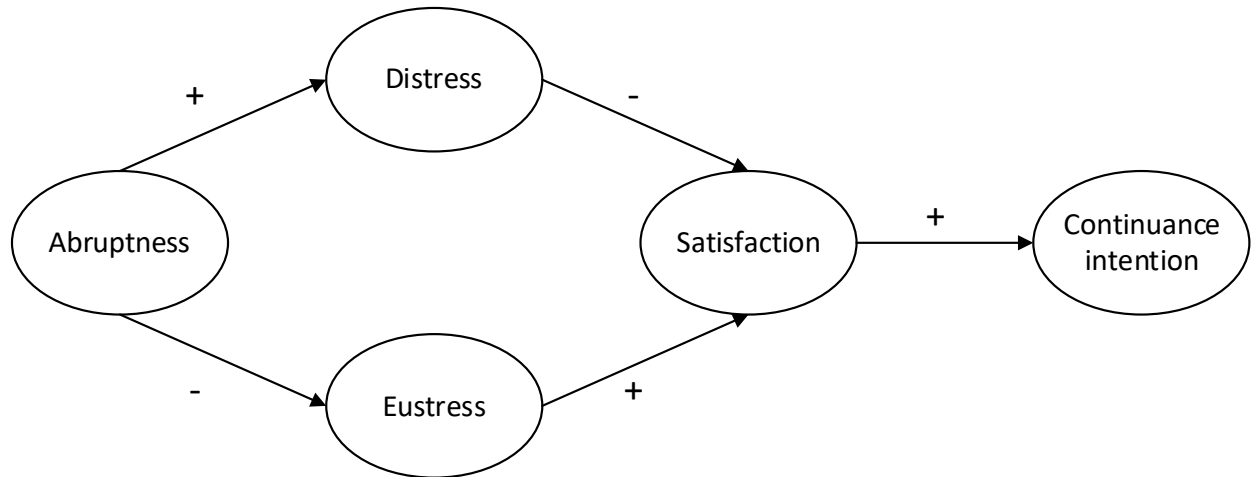 Distress
+
-
Abruptness
Satisfaction
+
Continuance
intention
-
Eustress
+